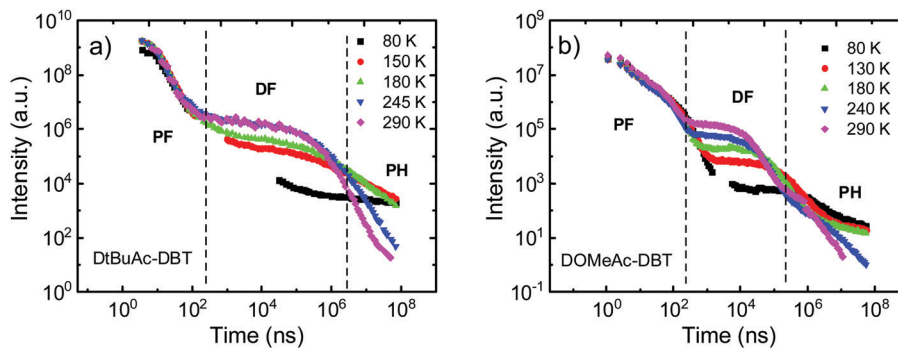 a)
80 K
150 K
180 K
245 K
290 K
PF
DF
PH
DtBuAc-DBT
Intensity (a.u.)
10^10
10^8
10^6
10^4
10^2
10^0
10^0 10^2 10^4 10^6 10^8
Time (ns)
b)
80 K
130 K
180 K
240 K
290 K
PF
DF
PH
DOMeAc-DBT
Intensity (a.u.)
10^7
10^5
10^3
10^1
10^-1
10^0 10^2 10^4 10^6 10^8
Time (ns)